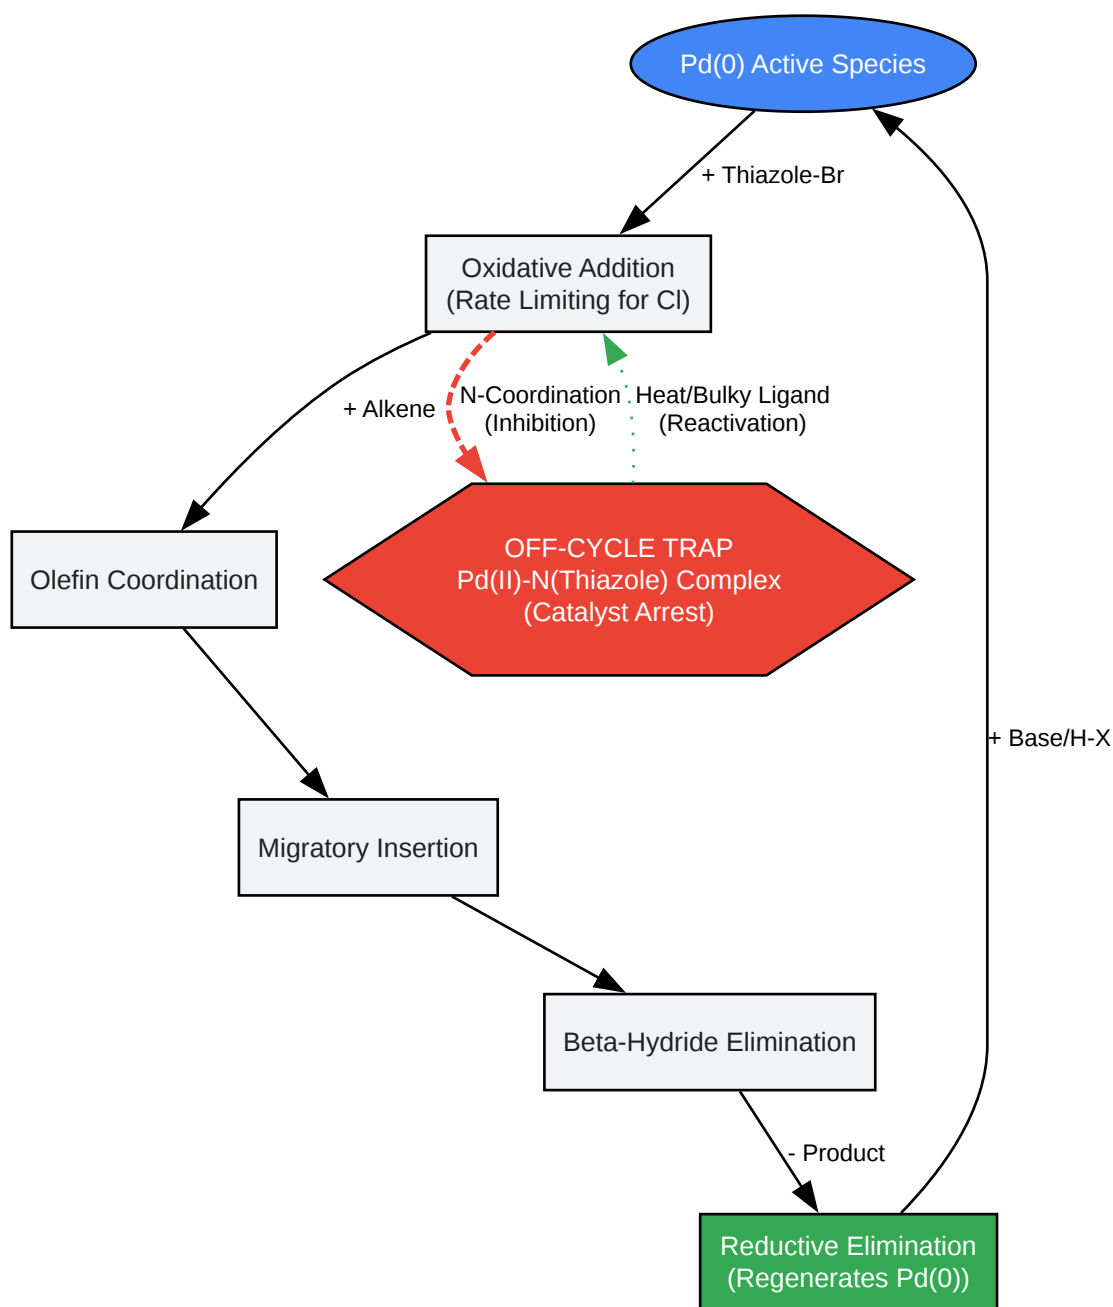 Pd(0) Active Species
+ Thiazole-Br
Oxidative Addition
(Rate Limiting for Cl)
+ Alkene
N-Coordination
(Inhibition)
Heat/Bulky Ligand
(Reactivation)
OFF-CYCLE TRAP
Pd(II)-N(Thiazole) Complex
(Catalyst Arrest)
Olefin Coordination
+ Base/H-X
Migratory Insertion
Beta-Hydride Elimination
- Product
Reductive Elimination
(Regenerates Pd(0))